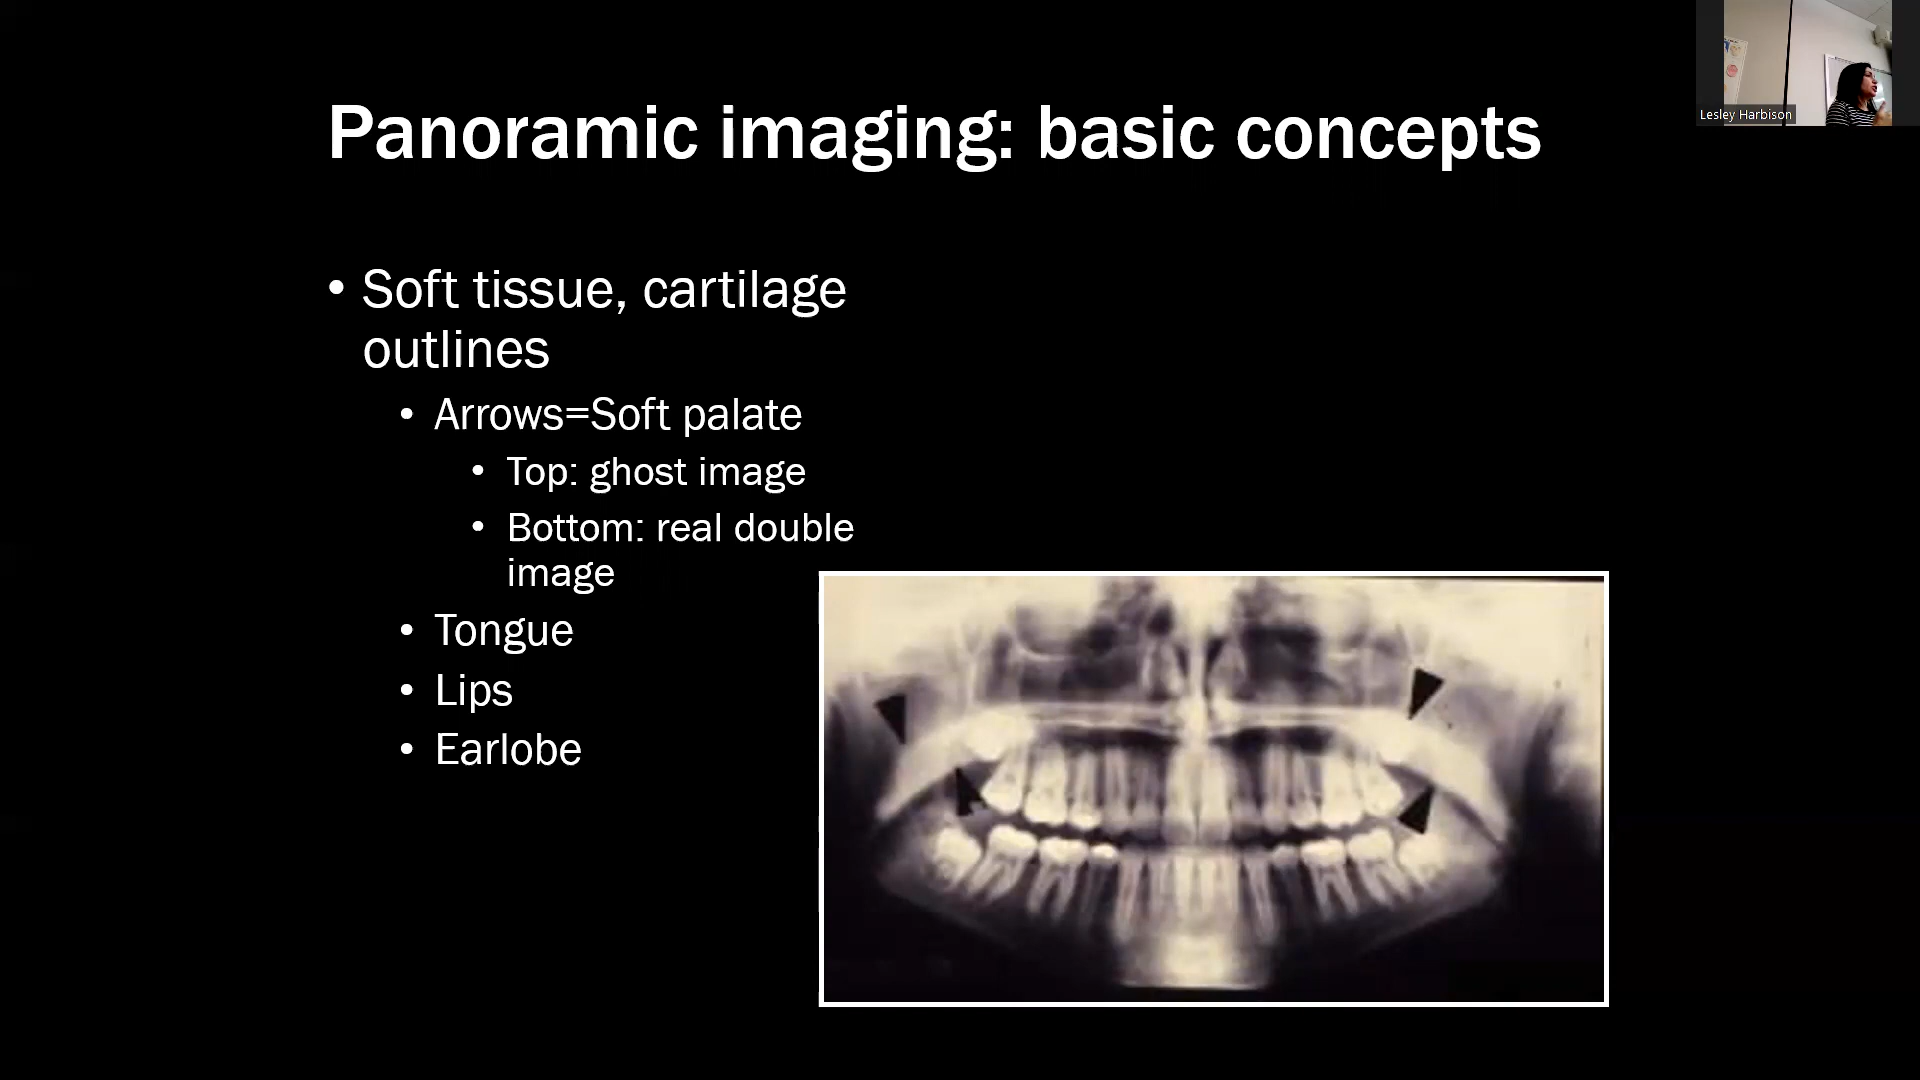 Lesley Harbison
Panoramic imaging: basic concepts
• Soft tissue, cartilage
outlines
• Arrows=Soft palate
• Top: ghost image
• Bottom: real double
image
• Tongue
• Lips
• Earlobe